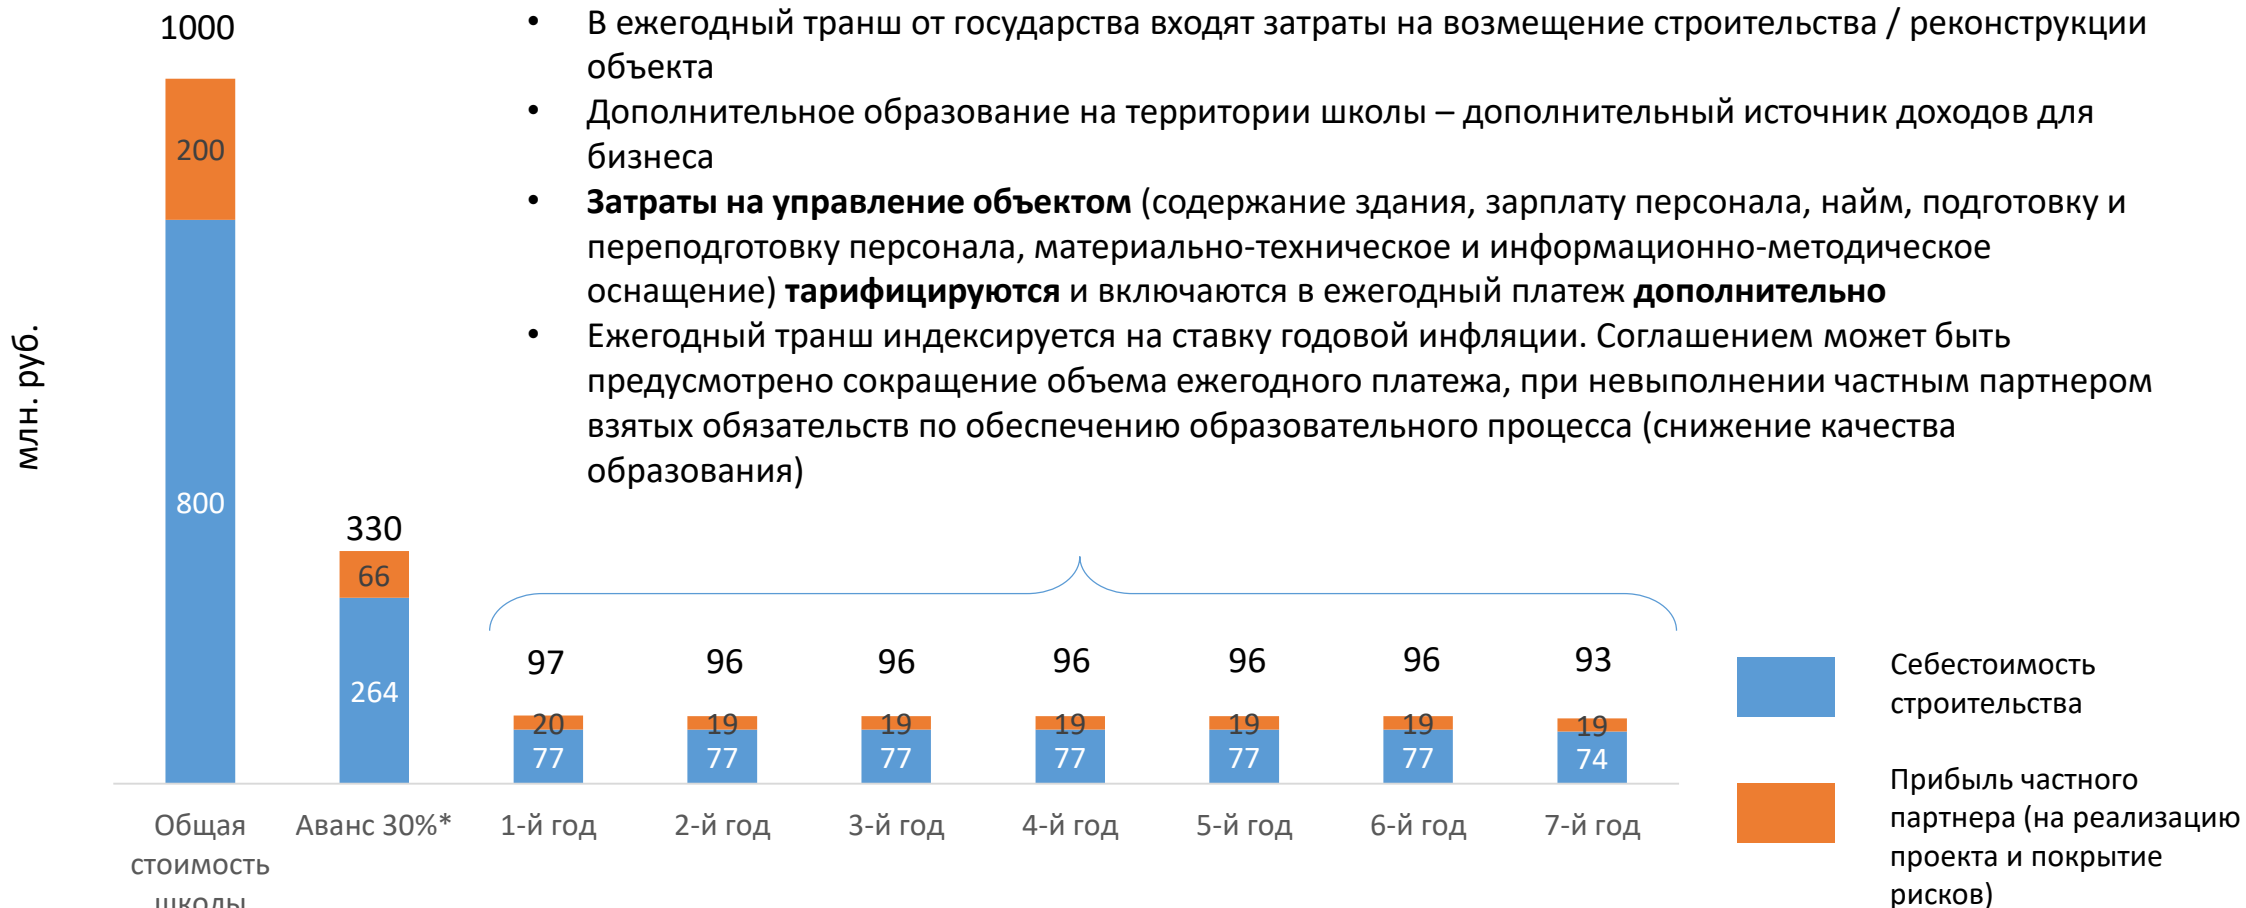 1000
• В ежегодный транш от государства входят затраты на возмещение строительства / реконструкции
объекта
• Дополнительное образование на территории школы – дополнительный источник доходов для
бизнеса
• Затраты на управление объектом (содержание здания, зарплату персонала, найм, подготовку и
переподготовку персонала, материально-техническое и информационно-методическое
оснащение) тарифицируются и включаются в ежегодный платеж дополнительно
• Ежегодный транш индексируется на ставку годовой инфляции. Соглашением может быть
предусмотрено сокращение объема ежегодного платежа, при невыполнении частным партнером
взятых обязательств по обеспечению образовательного процесса (снижение качества
образования)
млн. руб.
200
800
330
66
264
97 96 96 96 96 96 93
20 19 19 19 19 19 19
77 77 77 77 77 77 74
Общая
стоимость
школы
Аванс 30%* 1-й год 2-й год 3-й год 4-й год 5-й год 6-й год 7-й год
Себестоимость
строительства
Прибыль частного
партнера (на реализацию
проекта и покрытие
рисков)